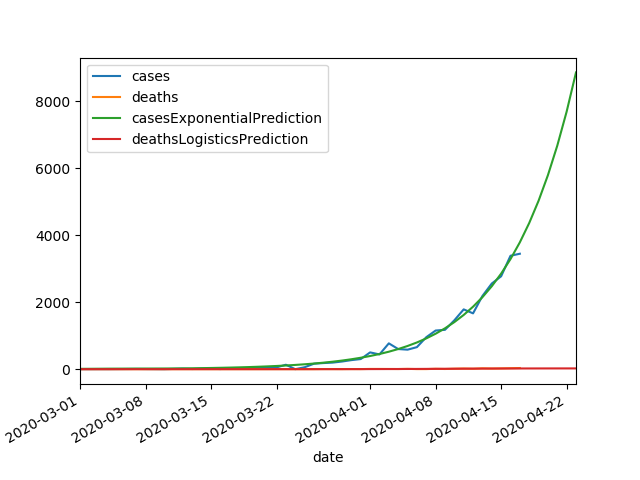 cases
deaths
casesExponentialPrediction
deathsLogisticsPrediction
8000
6000
4000
2000
0
2020-03-01
2020-03-08
2020-03-15
2020-03-22
2020-04-01
2020-04-08
2020-04-15
2020-04-22
date